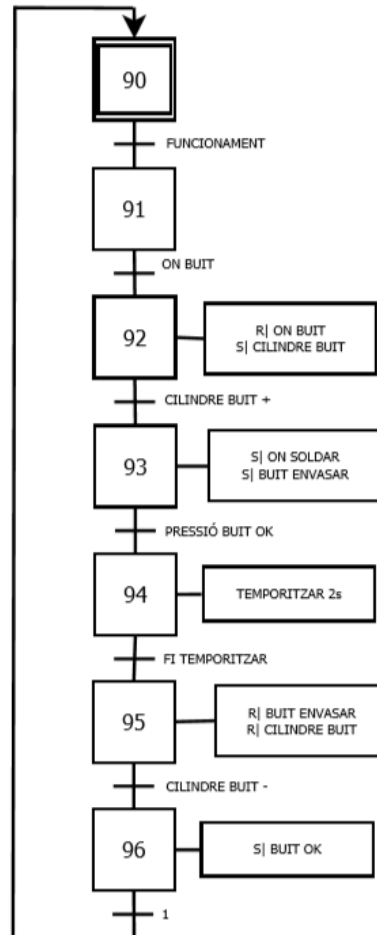 90
FUNCIONAMENT
91
ON BUIT
92
R| ON BUIT
S| CILINDRE BUIT
CILINDRE BUIT +
93
S| ON SOLDAR
S| BUIT ENVASAR
PRESSIÓ BUIT OK
94
TEMPORITZAR 2s
FI TEMPORITZAR
95
R| BUIT ENVASAR
R| CILINDRE BUIT
CILINDRE BUIT -
96
S| BUIT OK
1